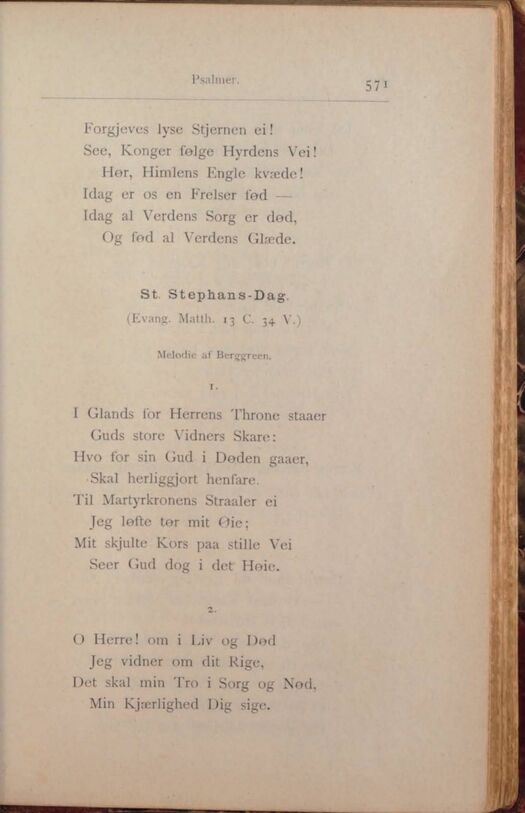 Psalmer.
571
Forgjeves lyse Stjernen ei!
See, Konger følge Hyrdens Vei!
Hør, Himlens Engle kvæde!
Idag er os en Frelser fød —
Idag al Verdens Sorg er død,
Og fød al Verdens Glæde.
St. Stephans-Dag.
(Evang. Matth. 13 C. 34 V.)
Melodie af Berggreen.
1.
I Glands for Herrens Throne staaer
Guds store Vidners Skare:
Hvo for sin Gud i Døden gaaer,
Skal herliggjort henfare.
Til Martyrkronens Straaler ei
Jeg løfte tør mit Øie;
Mit skjulte Kors paa stille Vei
Seer Gud dog i det Høie.
2.
O Herre! om i Liv og Død
Jeg vidner om dit Rige,
Det skal min Tro i Sorg og Nød,
Min Kjærlighed Dig sige.